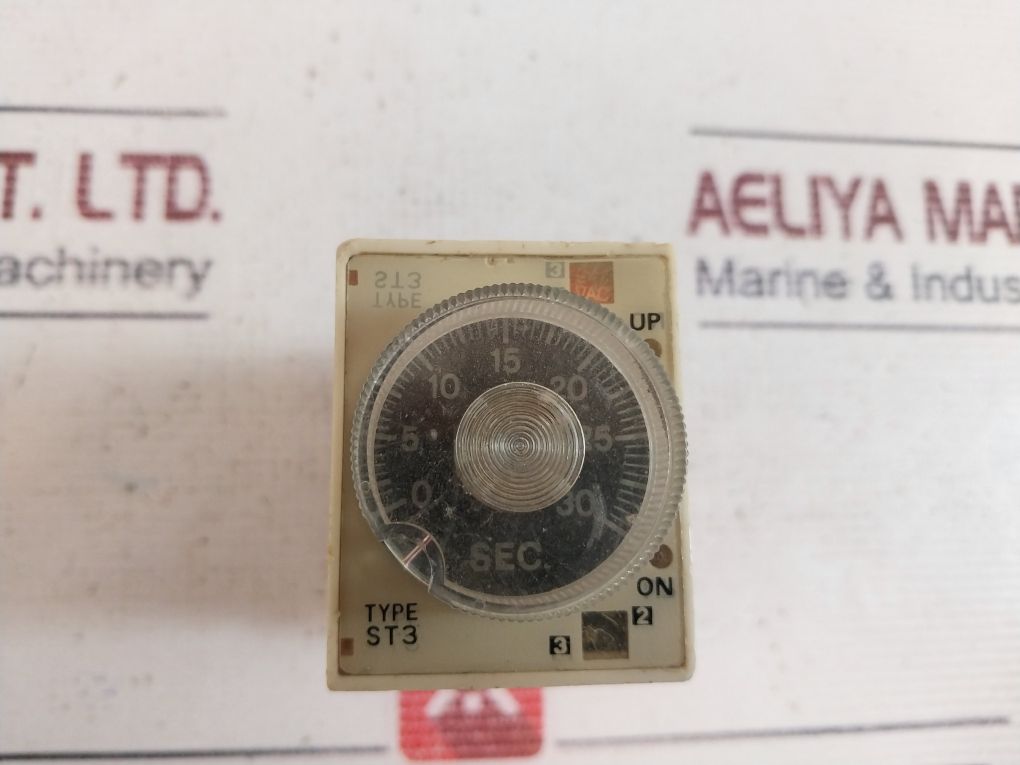 T. LTD.
achinery
AELIYA MA
Marine & Indus
TYPE
ST3
3
UP
0 5 10 15 20 25 30
SEC.
ON
TYPE
ST3
2
3